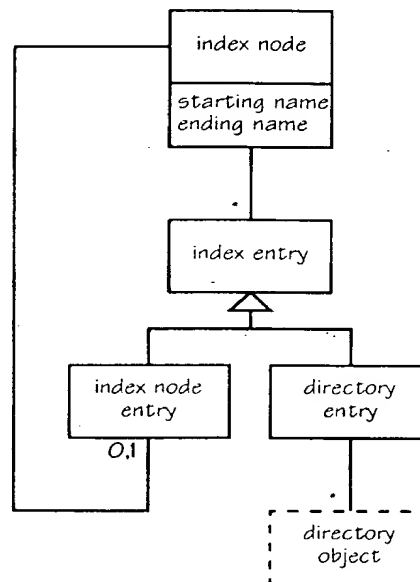 index node
starting name
ending name
index entry
index node
entry
directory
entry
0,1
directory
object